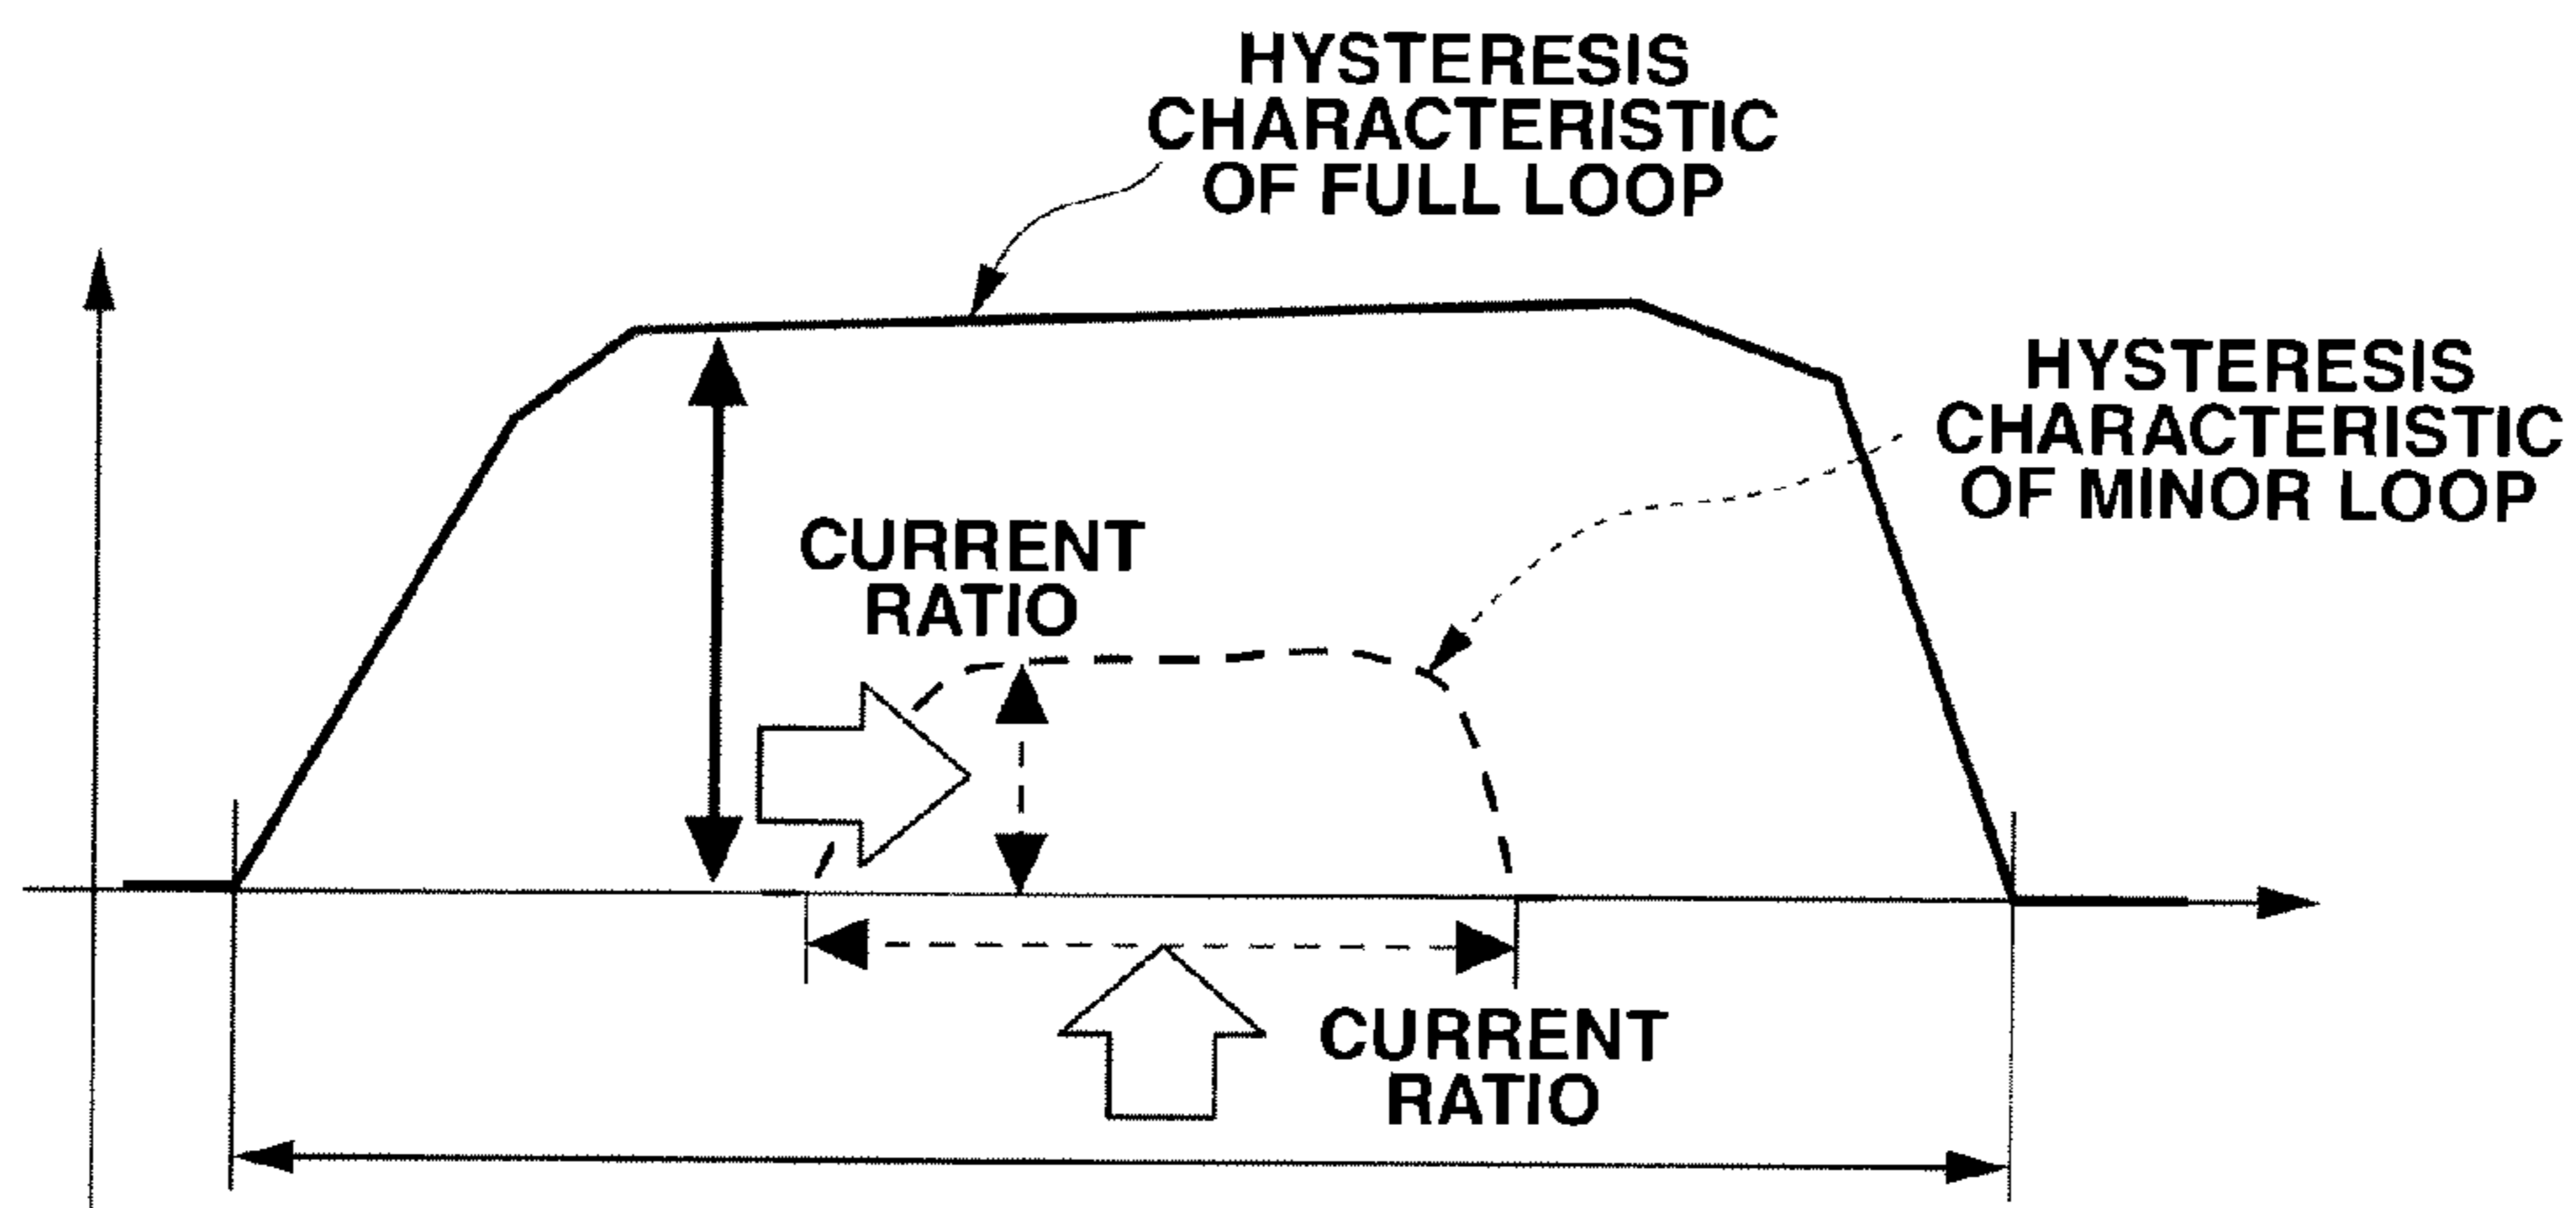 HYSTERESIS
CHARACTERISTIC
OF FULL LOOP
HYSTERESIS
CHARACTERISTIC
OF MINOR LOOP
CURRENT
RATIO
CURRENT
RATIO